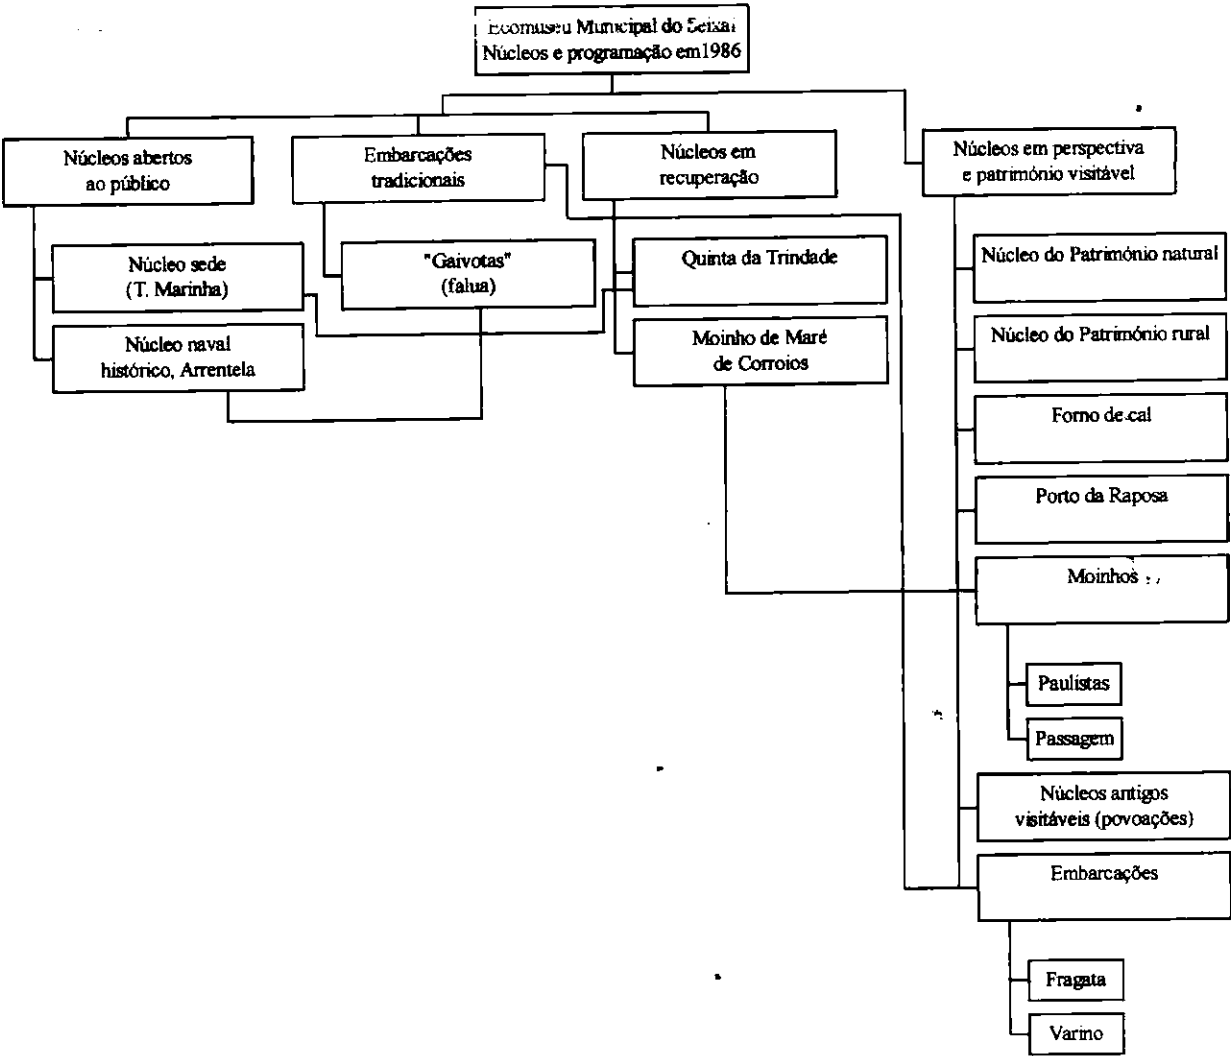 Ecomuseu Municipal do Seixal
Núcleos e programação em1986
Núcleos abertos
ao público
Embarcações
tradicionais
Núcleos em
recuperação
Núcleos em perspectiva
e património visitável
Núcleo sede
(T. Marinha)
Núcleo naval
histórico, Arrentela
"Gaivotas"
(falua)
Quinta da Trindade
Moinho de Maré
de Corroios
Núcleo do Património natural
Núcleo do Património rural
Forno de cal
Porto da Raposa
Moinhos
Paulistas
Passagem
Núcleos antigos
visitáveis (povoações)
Embarcações
Fragata
Varino